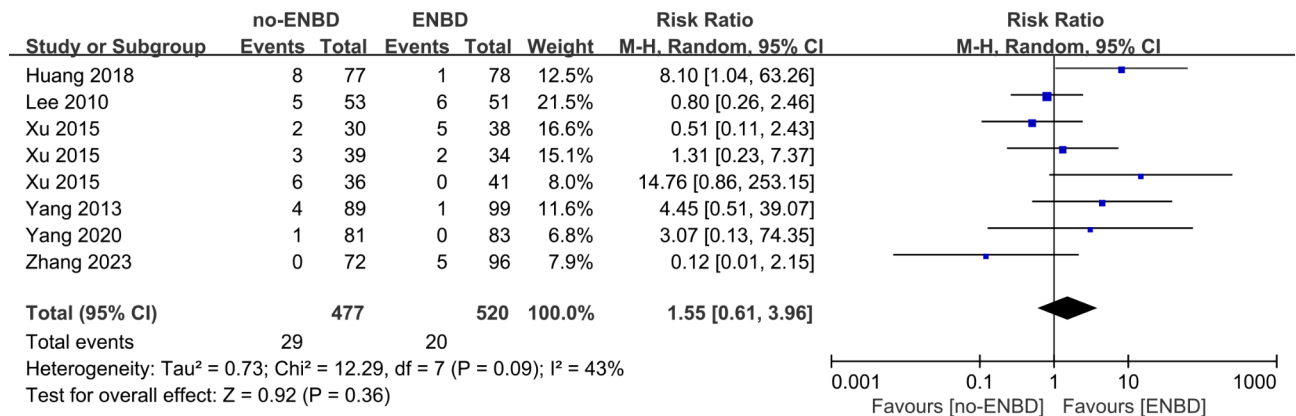 no-ENBD ENBD Risk Ratio Risk Ratio
Study or Subgroup Events Total Events Total Weight M-H, Random, 95% CI M-H, Random, 95% CI
Huang 2018 8 77 1 78 12.5% 8.10 [1.04, 63.26]
Lee 2010 5 53 6 51 21.5% 0.80 [0.26, 2.46]
Xu 2015 2 30 5 38 16.6% 0.51 [0.11, 2.43]
Xu 2015 3 39 2 34 15.1% 1.31 [0.23, 7.37]
Xu 2015 6 36 0 41 8.0% 14.76 [0.86, 253.15]
Yang 2013 4 89 1 99 11.6% 4.45 [0.51, 39.07]
Yang 2020 1 81 0 83 6.8% 3.07 [0.13, 74.35]
Zhang 2023 0 72 5 96 7.9% 0.12 [0.01, 2.15]
Total (95% CI) 477 520 100.0% 1.55 [0.61, 3.96]
Total events 29 20
Heterogeneity: Tau² = 0.73; Chi² = 12.29, df = 7 (P = 0.09); I² = 43%
Test for overall effect: Z = 0.92 (P = 0.36)
0.001 0.1 1 10 1000
Favours [no-ENBD] Favours [ENBD]